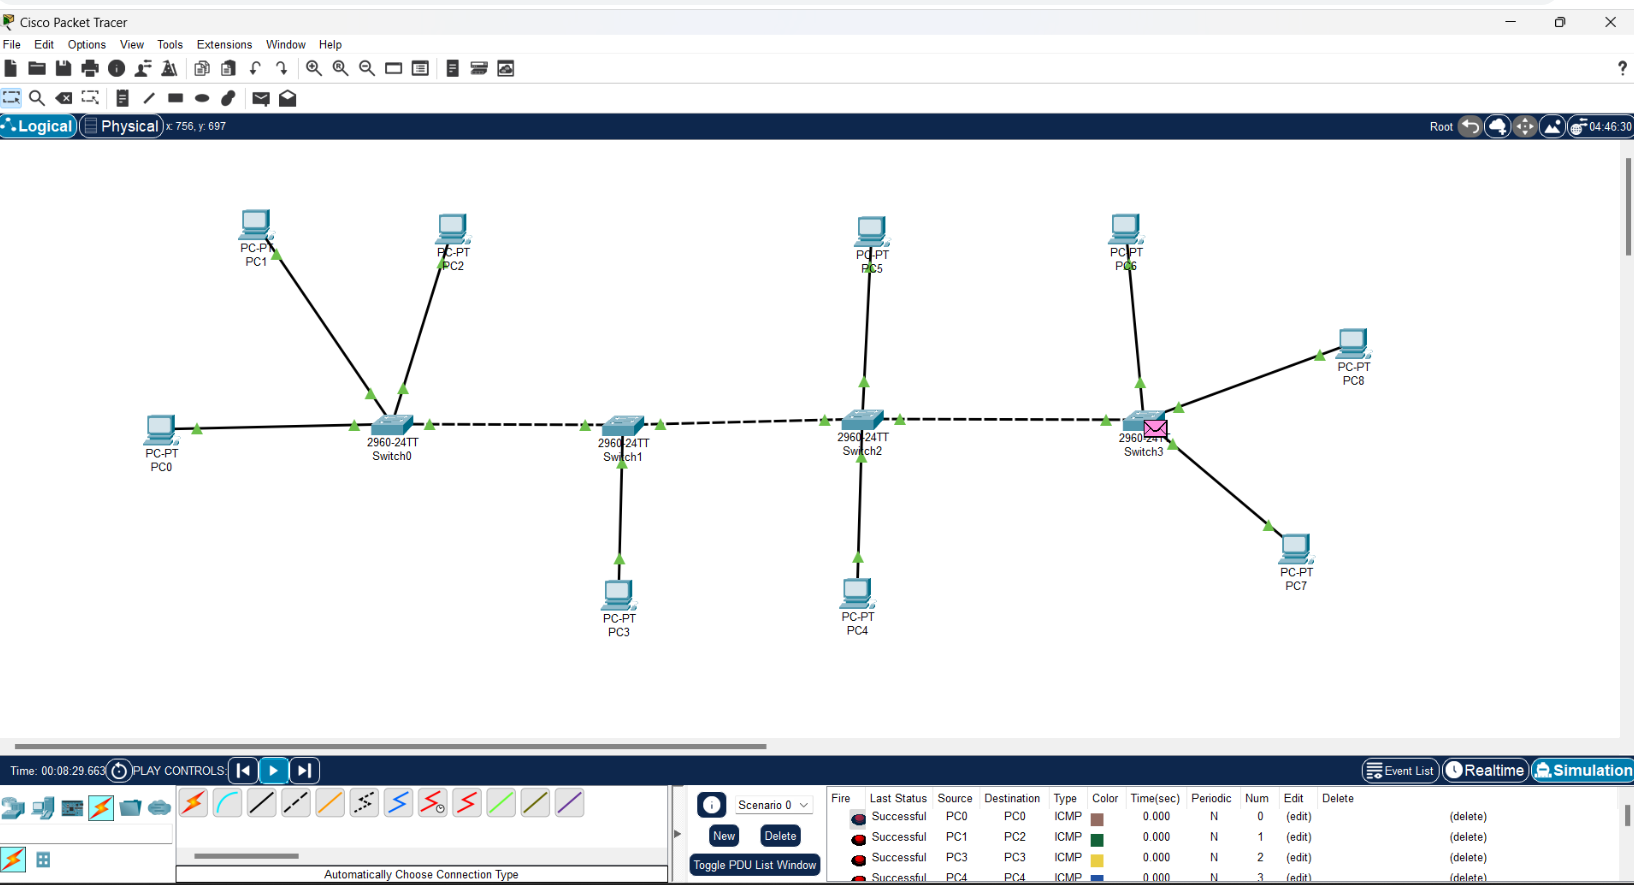 Cisco Packet Tracer
File Edit Options View Tools Extensions Window Help
?
Logical Physical x: 756, y: 697 Root 04:46:30
PC-PT
PC1
PC-PT
PC2
PC-PT
PC5
PC-PT
PC6
PC-PT
PC8
PC-PT
PC0
2960-24TT
Switch0
2960-24TT
Switch1
2960-24TT
Switch2
2960-24TT
Switch3
PC-PT
PC3
PC-PT
PC4
PC-PT
PC7
Time: 00:08:29.663 PLAY CONTROLS: Event List Realtime Simulation
Scenario 0
New Delete
Toggle PDU List Window
Automatically Choose Connection Type
Fire Last Status Source Destination Type Color Time(sec) Periodic Num Edit Delete
Successful PC0 PC0 ICMP 0.000 N 0 (edit) (delete)
Successful PC1 PC2 ICMP 0.000 N 1 (edit) (delete)
Successful PC3 PC3 ICMP 0.000 N 2 (edit) (delete)
Successful PC4 PC4 ICMP 0.000 N 3 (edit) (delete)